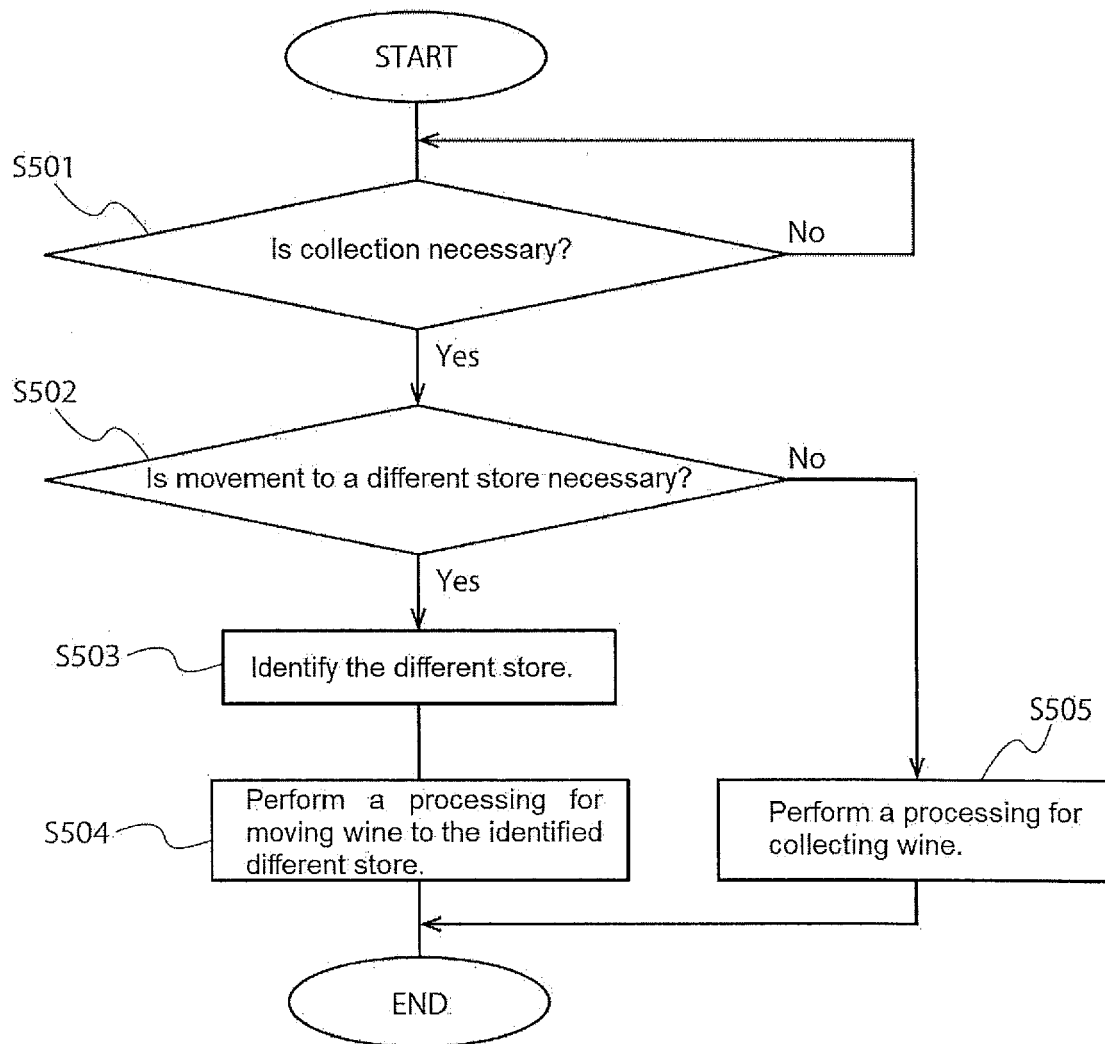 START
S501
Is collection necessary?
No
Yes
S502
Is movement to a different store necessary?
No
Yes
S503
Identify the different store.
S505
S504
Perform a processing for
moving wine to the identified
different store.
Perform a processing for
collecting wine.
END